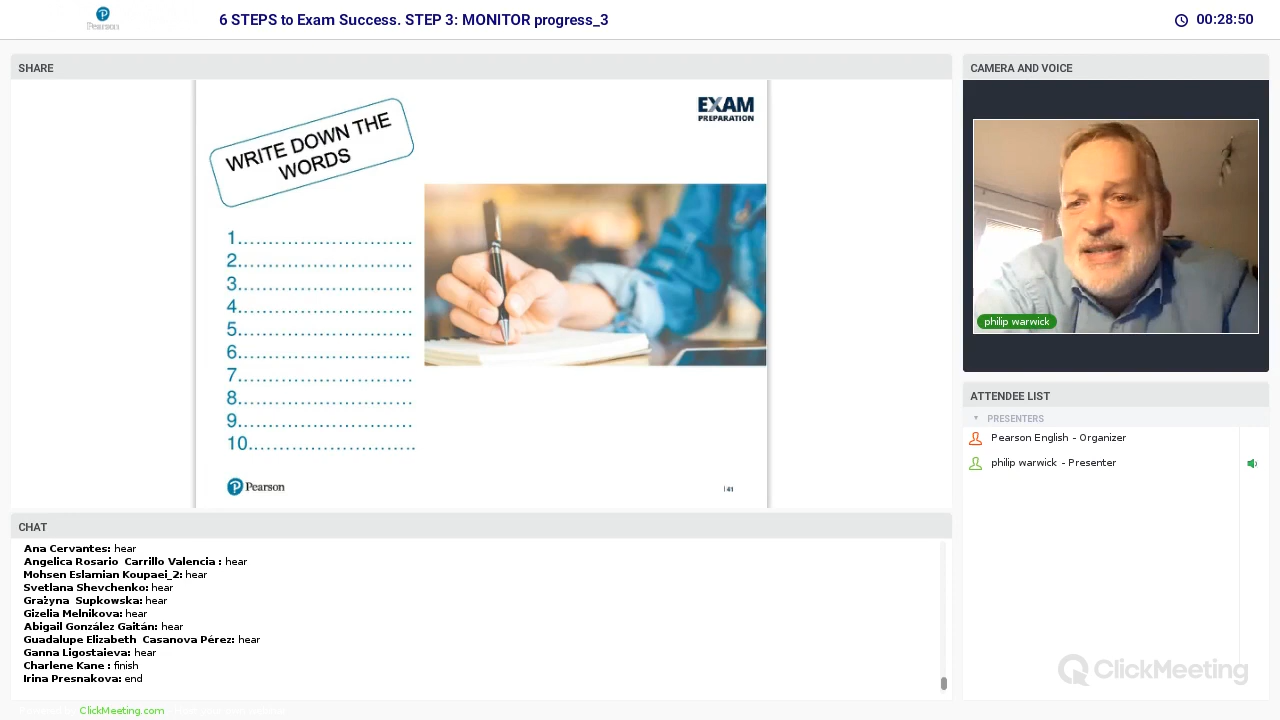 Pearson
6 STEPS to Exam Success. STEP 3: MONITOR progress_3
00:28:50
SHARE
WRITE DOWN THE
WORDS
EXAM
PREPARATION
1.............................
2.............................
3.............................
4.............................
5.............................
6.............................
7.............................
8.............................
9.............................
10...........................
Pearson
41
CAMERA AND VOICE
philip warwick
ATTENDEE LIST
PRESENTERS
Pearson English - Organizer
philip warwick - Presenter
CHAT
Ana Cervantes: hear
Angelica Rosario Carrillo Valencia : hear
Mohsen Eslamian Koupaei_2: hear
Svetlana Shevchenko: hear
Grażyna Supkowska: hear
Gizelia Melnikova: hear
Abigail González Gaitán: hear
Guadalupe Elizabeth Casanova Pérez: hear
Ganna Ligostaieva: hear
Charlene Kane : finish
Irina Presnakova: end
ClickMeeting
ClickMeeting.com